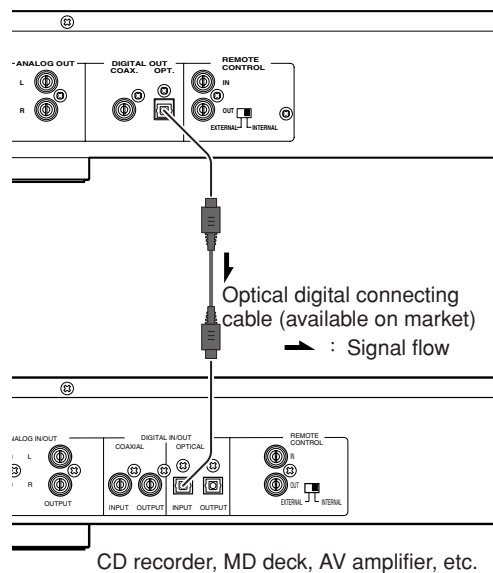 ANALOG OUT
DIGITAL OUT
COAX. OPT.
REMOTE
CONTROL
L
R
IN
OUT
EXTERNAL INTERNAL
Optical digital connecting
cable (available on market)
: Signal flow
NALOG IN/OUT
DIGITAL IN/OUT
COAXIAL OPTICAL
REMOTE
CONTROL
L
R
IN
OUT
OUTPUT
INPUT OUTPUT INPUT OUTPUT
EXTERNAL INTERNAL
CD recorder, MD deck, AV amplifier, etc.